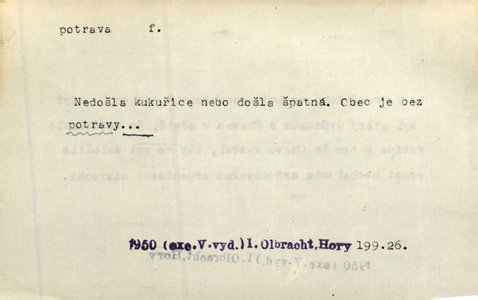 potrava f.
Nedošla kukuřice nebo došla špatná. Obec je bez
potravy...
1950 (exc.V.vyd.) I. Olbracht, Hory 199.26.